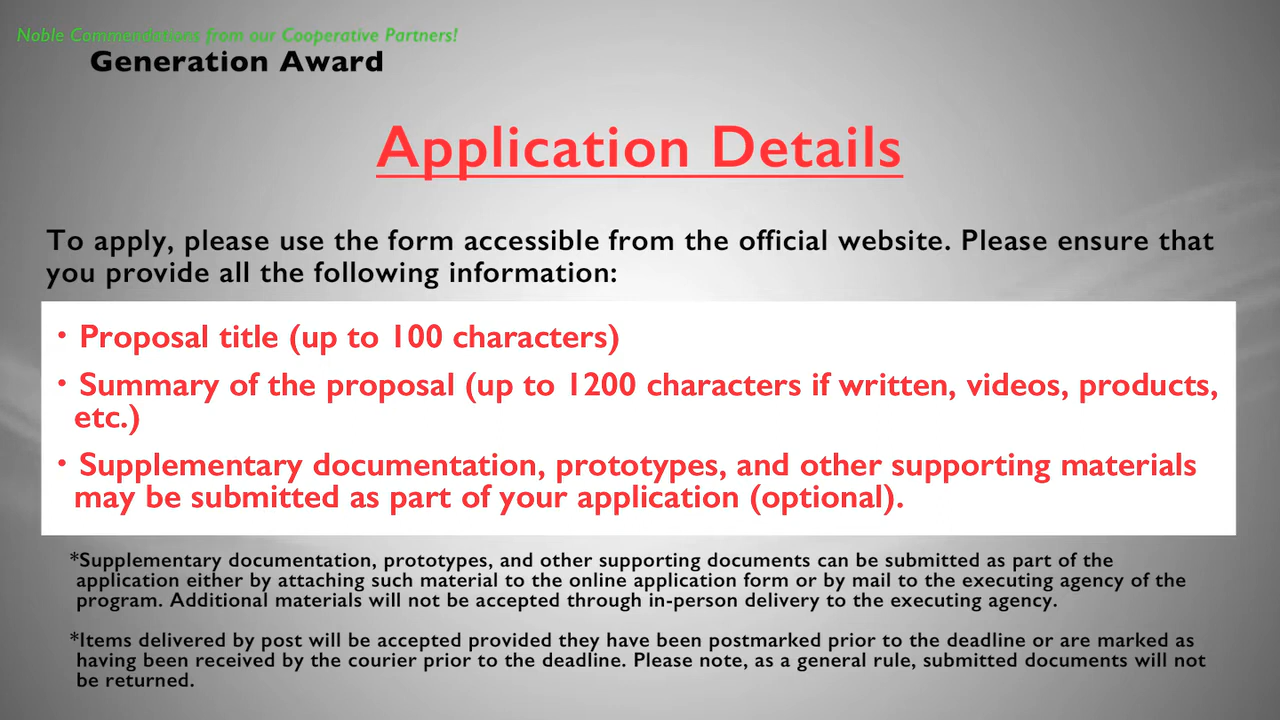 Noble Commendations from our Cooperative Partners!
Generation Award
Application Details
To apply, please use the form accessible from the official website. Please ensure that
you provide all the following information:
・Proposal title (up to 100 characters)
・Summary of the proposal (up to 1200 characters if written, videos, products,
etc.)
・Supplementary documentation, prototypes, and other supporting materials
may be submitted as part of your application (optional).
*Supplementary documentation, prototypes, and other supporting documents can be submitted as part of the
application either by attaching such material to the online application form or by mail to the executing agency of the
program. Additional materials will not be accepted through in-person delivery to the executing agency.
*Items delivered by post will be accepted provided they have been postmarked prior to the deadline or are marked as
having been received by the courier prior to the deadline. Please note, as a general rule, submitted documents will not
be returned.